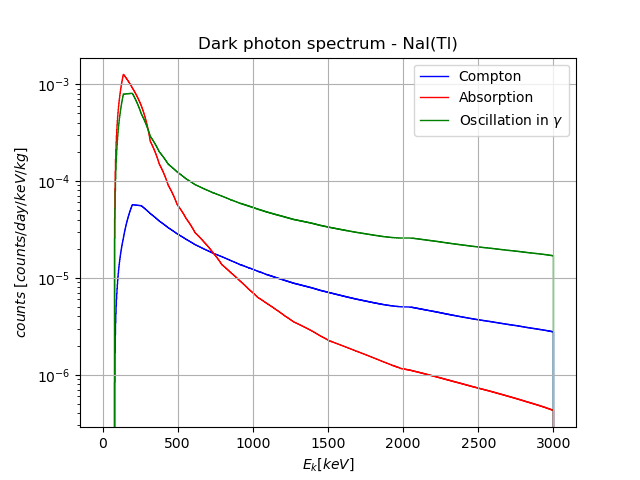 Dark photon spectrum - NaI(Tl)
Compton
Absorption
Oscillation in γ
counts [counts/day/keV/kg]
10⁻³
10⁻⁴
10⁻⁵
10⁻⁶
0 500 1000 1500 2000 2500 3000
E_k[keV]